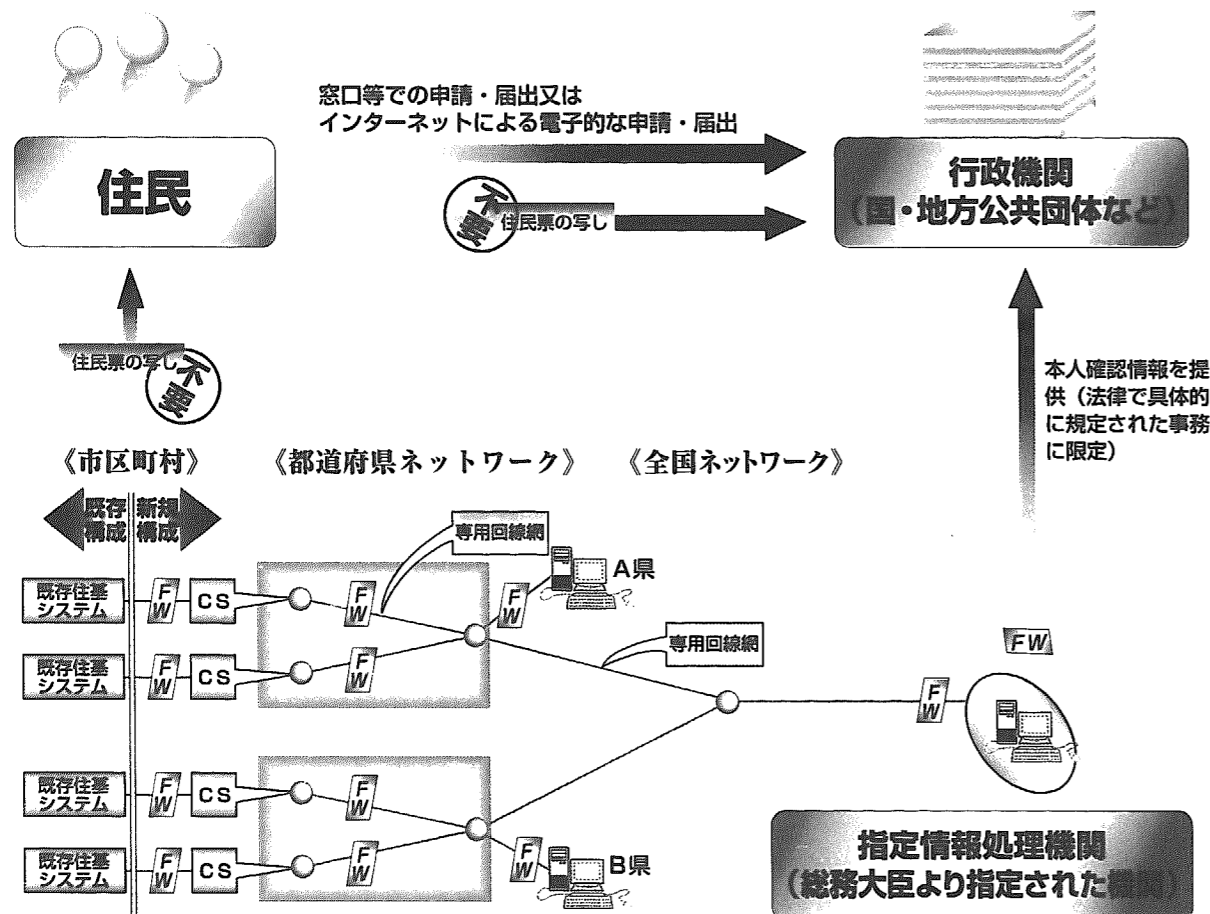 窓口等での申請・届出又は
インターネットによる電子的な申請・届出
住民
行政機関
（国・地方公共団体など）
不要
住民票の写し
住民票の写し
不要
本人確認情報を提
供（法律で具体的
に規定された事務
に限定）
《市区町村》
《都道府県ネットワーク》
《全国ネットワーク》
既存
構成
新規
構成
専用回線網
既存住基
システム
FW
CS
FW
FW
A県
既存住基
システム
FW
CS
FW
専用回線網
FW
FW
既存住基
システム
FW
CS
FW
既存住基
システム
FW
CS
FW
FW
B県
指定情報処理機関
（総務大臣より指定された機関）